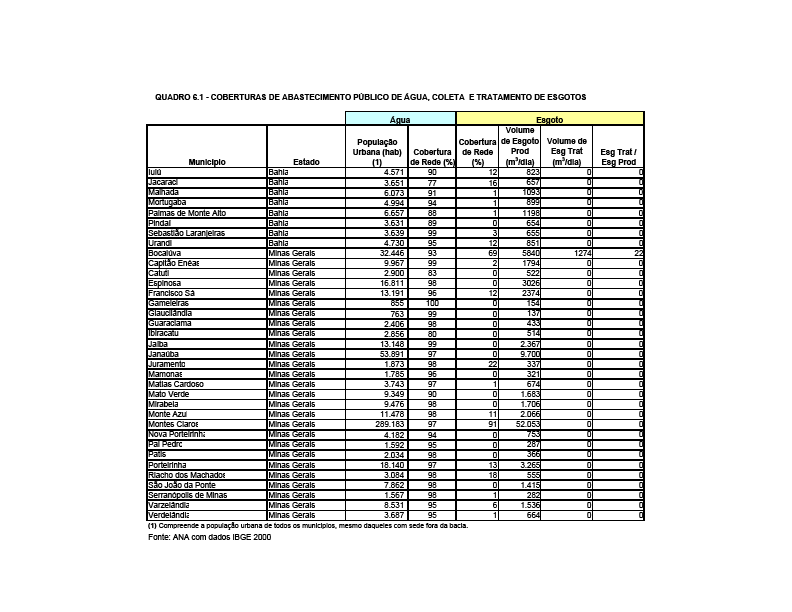 QUADRO 6.1 - COBERTURAS DE ABASTECIMENTO PÚBLICO DE ÁGUA, COLETA E TRATAMENTO DE ESGOTOS
Água Esgoto
Município Estado População Urbana (hab) (1) Cobertura de Rede (%) Cobertura de Rede (%) Volume de Esgoto Prod (m³/dia) Volume de Esg Trat (m³/dia) Esg Trat / Esg Prod
Iuiú Bahia 4.571 90 12 823 0 0
Jacaraci Bahia 3.651 77 16 657 0 0
Malhada Bahia 6.073 91 1 1093 0 0
Mortugaba Bahia 4.994 94 1 899 0 0
Palmas de Monte Alto Bahia 6.657 88 1 1198 0 0
Pindaí Bahia 3.631 89 0 654 0 0
Sebastião Laranjeiras Bahia 3.639 99 3 655 0 0
Urandi Bahia 4.730 95 12 851 0 0
Bocaiúva Minas Gerais 32.446 93 69 5840 1274 22
Capitão Enéas Minas Gerais 9.967 99 2 1794 0 0
Catuti Minas Gerais 2.900 83 0 522 0 0
Espinosa Minas Gerais 16.811 98 0 3026 0 0
Francisco Sá Minas Gerais 13.191 96 12 2374 0 0
Gameleiras Minas Gerais 855 100 0 154 0 0
Glaucilândia Minas Gerais 763 99 0 137 0 0
Guaraciama Minas Gerais 2.406 98 0 433 0 0
Ibiracatu Minas Gerais 2.856 80 0 514 0 0
Jaíba Minas Gerais 13.148 99 0 2.367 0 0
Janaúba Minas Gerais 53.891 97 0 9.700 0 0
Juramento Minas Gerais 1.873 98 22 337 0 0
Mamonas Minas Gerais 1.785 96 0 321 0 0
Matias Cardoso Minas Gerais 3.743 97 1 674 0 0
Mato Verde Minas Gerais 9.349 90 0 1.683 0 0
Mirabela Minas Gerais 9.476 98 0 1.706 0 0
Monte Azul Minas Gerais 11.478 98 11 2.066 0 0
Montes Claros Minas Gerais 289.183 97 91 52.053 0 0
Nova Porteirinha Minas Gerais 4.182 94 0 753 0 0
Pai Pedro Minas Gerais 1.592 95 0 287 0 0
Patis Minas Gerais 2.034 98 0 366 0 0
Porteirinha Minas Gerais 18.140 97 13 3.265 0 0
Riacho dos Machados Minas Gerais 3.084 98 18 555 0 0
São João da Ponte Minas Gerais 7.862 98 0 1.415 0 0
Serranópolis de Minas Minas Gerais 1.567 98 1 282 0 0
Varzelândia Minas Gerais 8.531 95 6 1.536 0 0
Verdelândia Minas Gerais 3.687 95 1 664 0 0
(1) Compreende a população urbana de todos os municípios, mesmo daqueles com sede fora da bacia.
Fonte: ANA com dados IBGE 2000